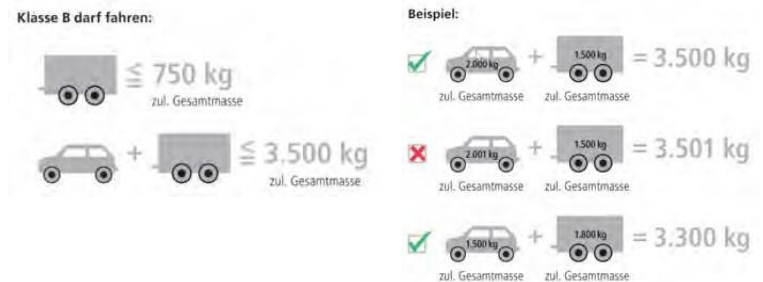 Klasse B darf fahren:
≦ 750 kg
zul. Gesamtmasse
+ ≦ 3.500 kg
zul. Gesamtmasse
Beispiel:
2.000 kg + 1.500 kg = 3.500 kg
zul. Gesamtmasse zul. Gesamtmasse
2.001 kg + 1.500 kg = 3.501 kg
zul. Gesamtmasse zul. Gesamtmasse
1.500 kg + 1.800 kg = 3.300 kg
zul. Gesamtmasse zul. Gesamtmasse